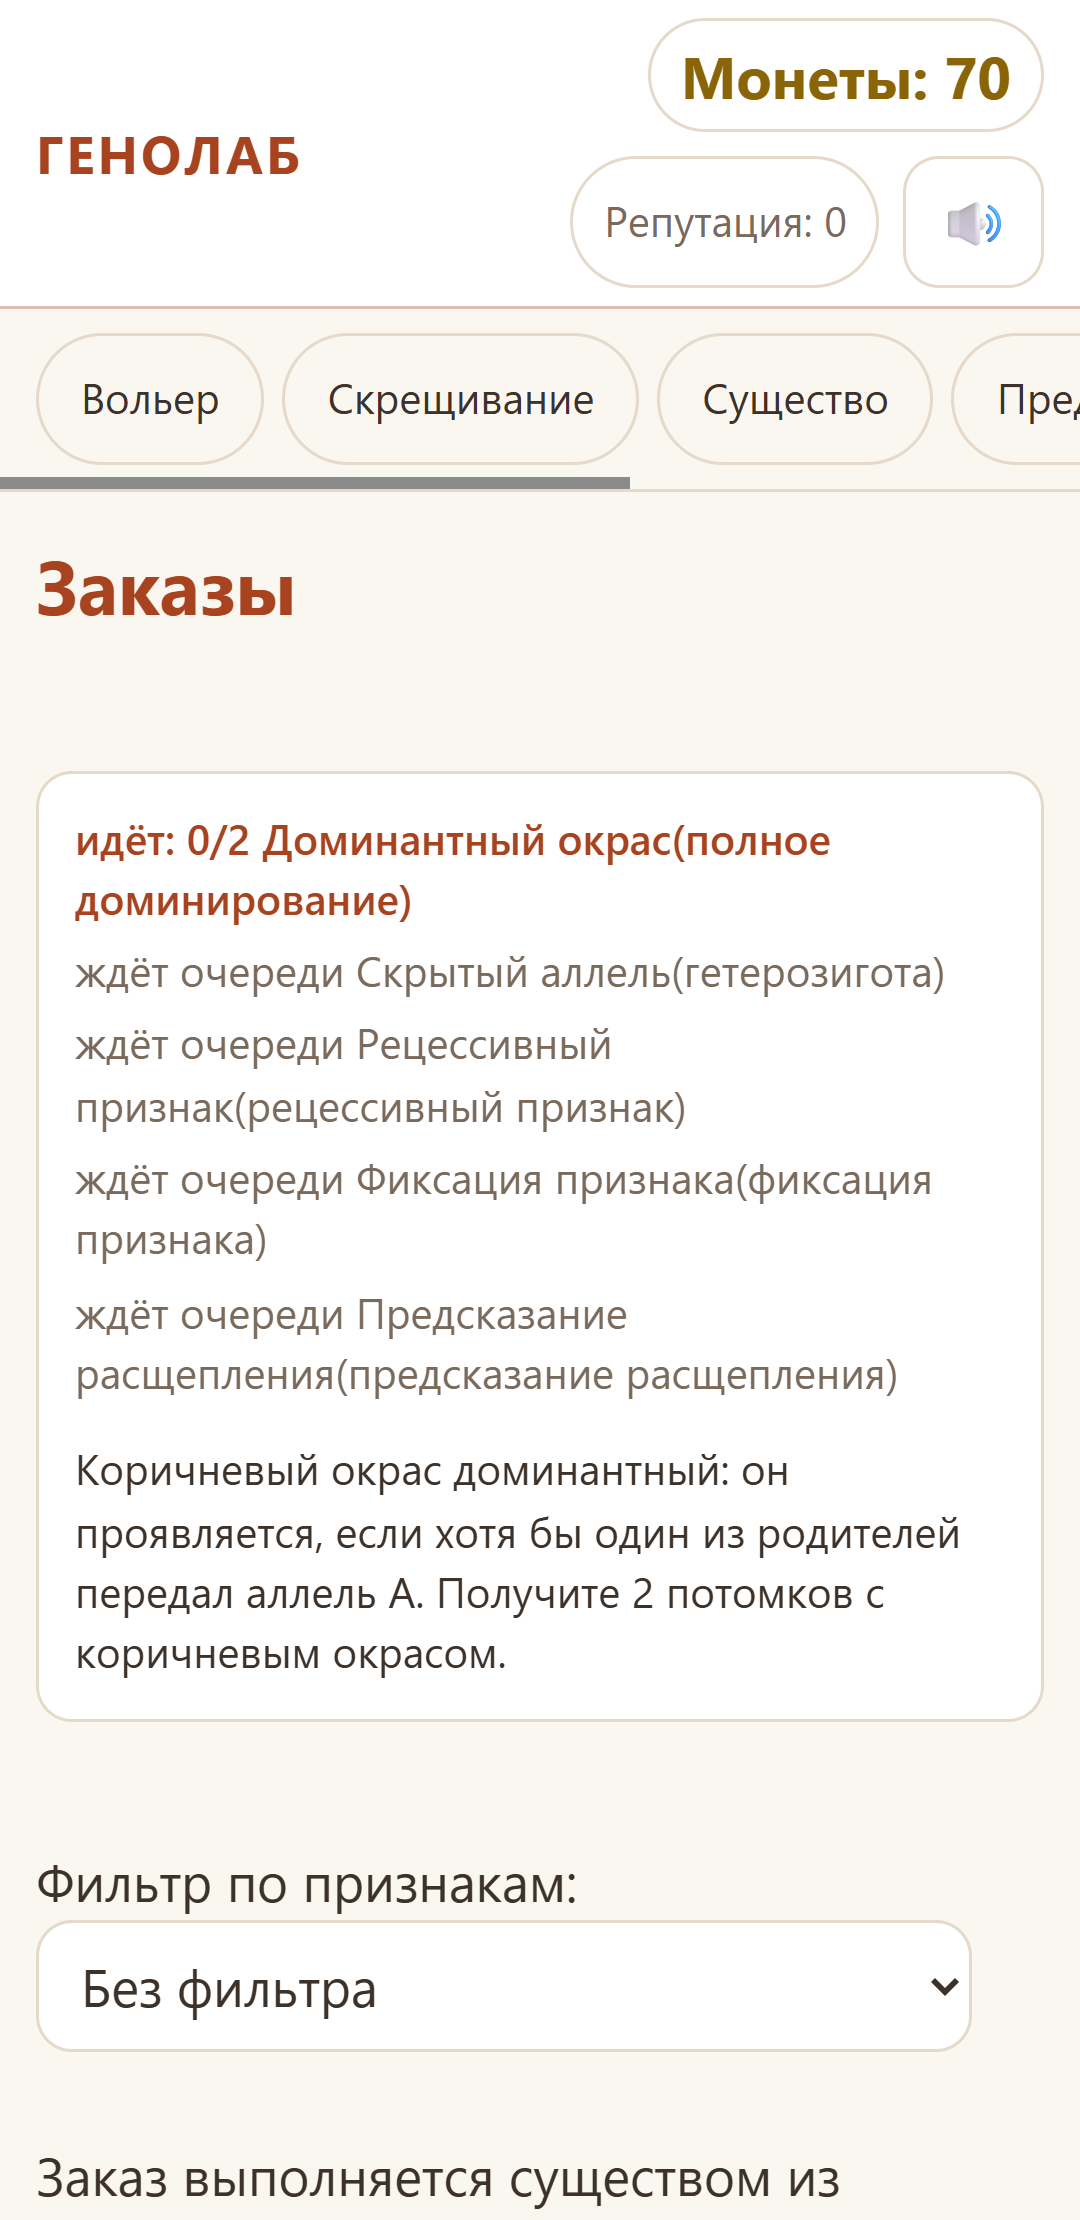 Монеты: 70
ГЕНОЛАБ
Репутация: 0
Вольер
Скрещивание
Существо
Заказы
идёт: 0/2 Доминантный окрас(полное
доминирование)
ждёт очереди Скрытый аллель(гетерозигота)
ждёт очереди Рецессивный
признак(рецессивный признак)
ждёт очереди Фиксация признака(фиксация
признака)
ждёт очереди Предсказание
расщепления(предсказание расщепления)
Коричневый окрас доминантный: он
проявляется, если хотя бы один из родителей
передал аллель А. Получите 2 потомков с
коричневым окрасом.
Фильтр по признакам:
Без фильтра
Заказ выполняется существом из